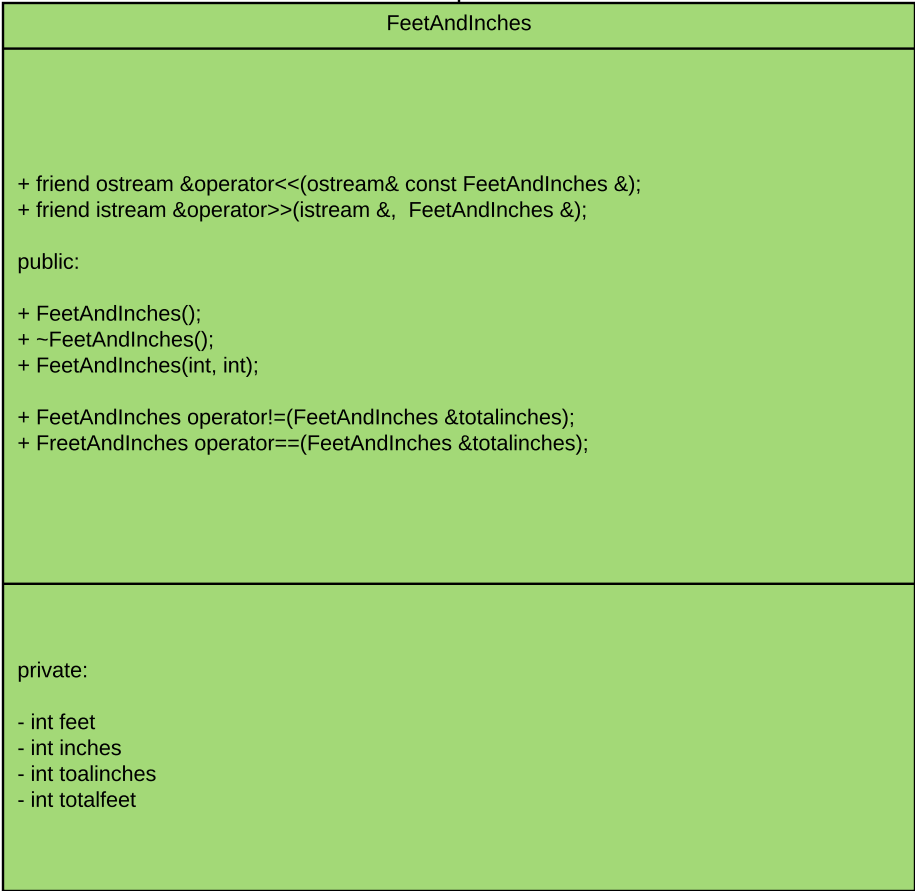 FeetAndInches
+ friend ostream &operator<<(ostream& const FeetAndInches &);
+ friend istream &operator>>(istream &,  FeetAndInches &);
public:
+ FeetAndInches();
+ ~FeetAndInches();
+ FeetAndInches(int, int);
+ FeetAndInches operator!=(FeetAndInches &totalinches);
+ FreetAndInches operator==(FeetAndInches &totalinches);
private:
- int feet
- int inches
- int toalinches
- int totalfeet